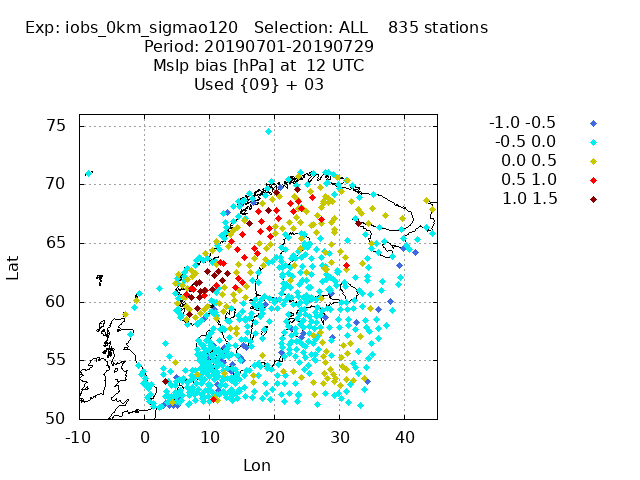 Exp: iobs_0km_sigmao120 Selection: ALL 835 stations
Period: 20190701-20190729
Mslp bias [hPa] at 12 UTC
Used {09} + 03
-1.0 -0.5
-0.5 0.0
0.0 0.5
0.5 1.0
1.0 1.5
75
70
65
60
55
50
Lat
-10 0 10 20 30 40
Lon